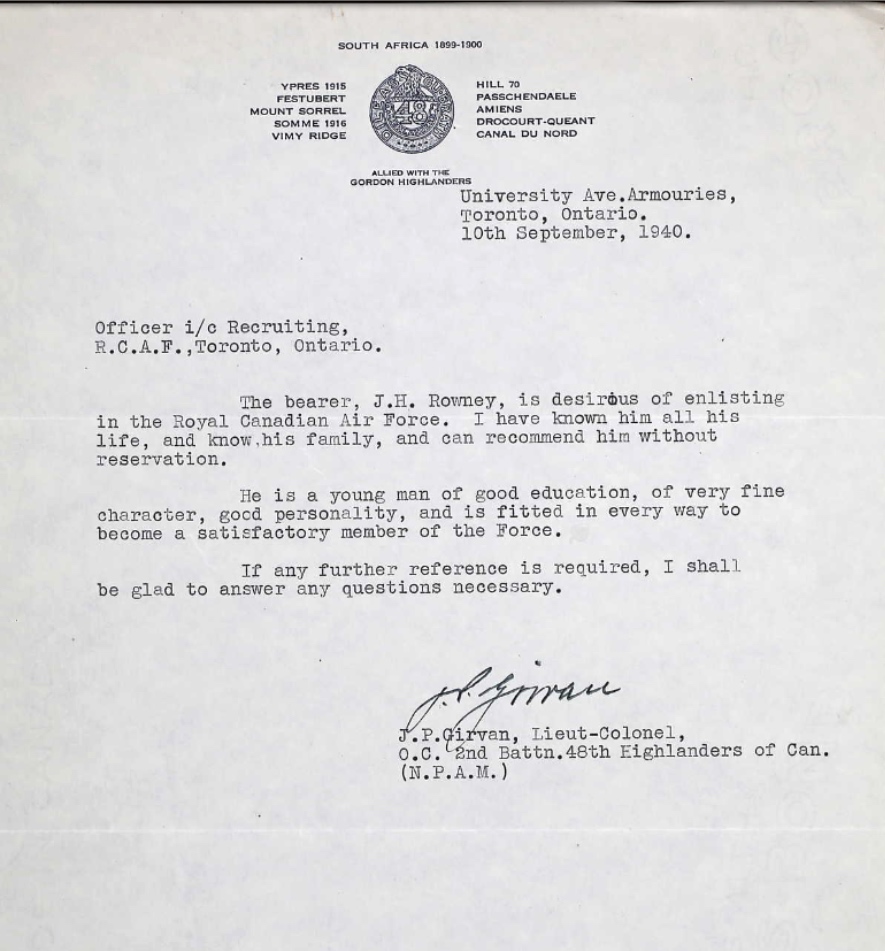 SOUTH AFRICA 1899-1900
YPRES 1915
FESTUBERT
MOUNT SORREL
SOMME 1916
VIMY RIDGE
48
HILL 70
PASSCHENDAELE
AMIENS
DROCOURT-QUEANT
CANAL DU NORD
ALLIED WITH THE
GORDON HIGHLANDERS
University Ave.Armouries,
Toronto, Ontario.
10th September, 1940.
Officer i/c Recruiting,
R.C.A.F.,Toronto, Ontario.
The bearer, J.H. Rowney, is desirous of enlisting
in the Royal Canadian Air Force. I have known him all his
life, and know his family, and can recommend him without
reservation.
He is a young man of good education, of very fine
character, good personality, and is fitted in every way to
become a satisfactory member of the Force.
If any further reference is required, I shall
be glad to answer any questions necessary.
J.P. Girvan
J.P.Girvan, Lieut-Colonel,
O.C. 2nd Battn.48th Highlanders of Can.
(N.P.A.M.)